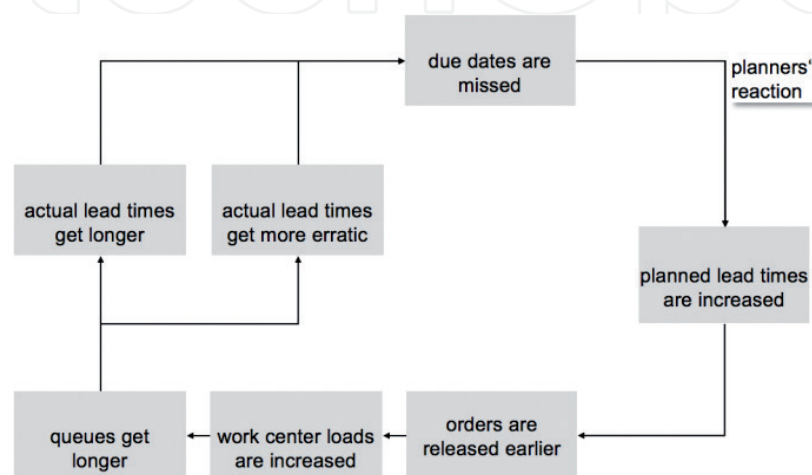 due dates are
missed
planners‘
reaction
actual lead times
get longer
actual lead times
get more erratic
planned lead times
are increased
queues get
longer
work center loads
are increased
orders are
released earlier